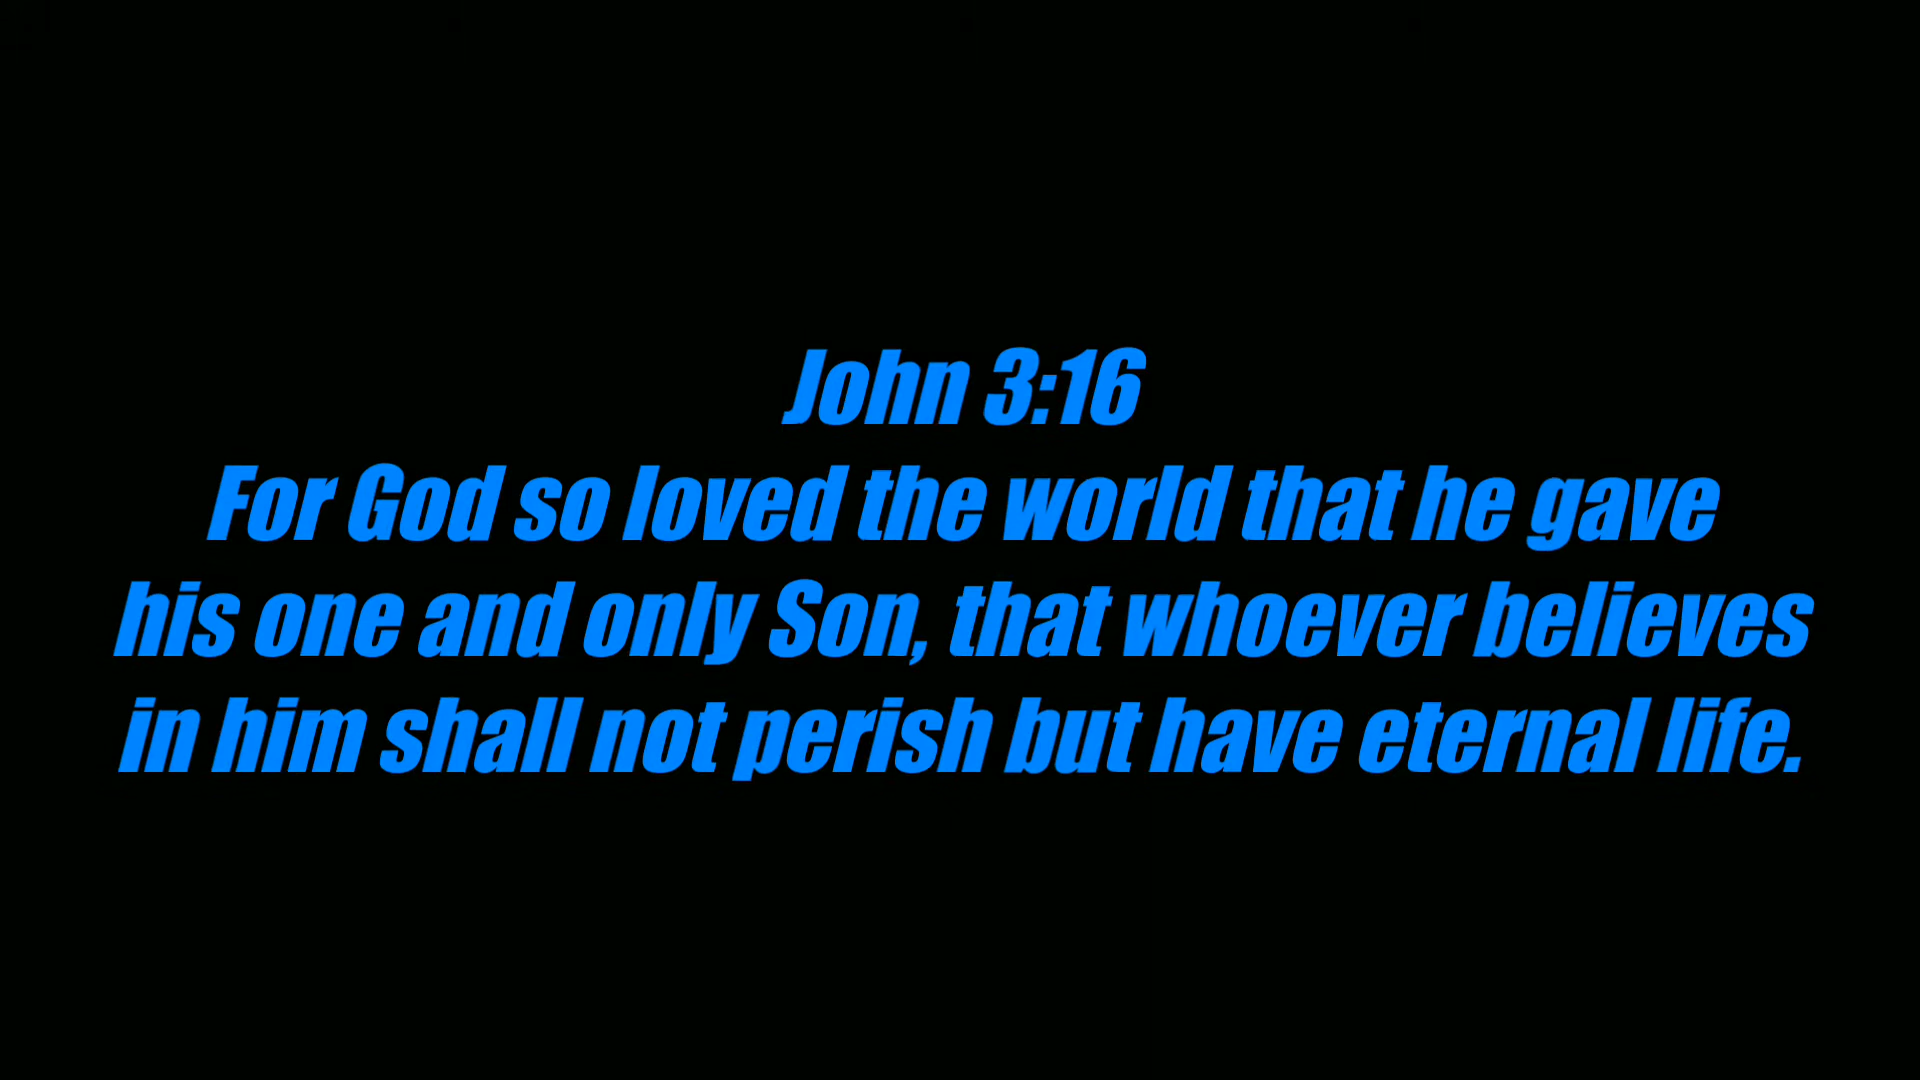 John 3:16
For God so loved the world that he gave
his one and only Son, that whoever believes
in him shall not perish but have eternal life.